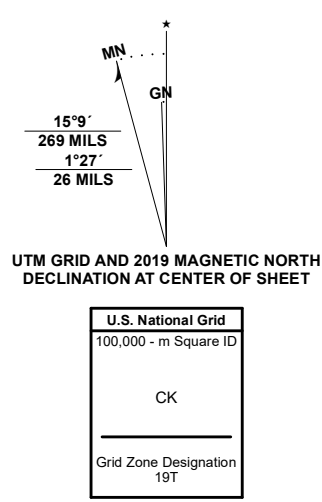 MN
GN
15°9´
269 MILS
1°27´
26 MILS
UTM GRID AND 2019 MAGNETIC NORTH
DECLINATION AT CENTER OF SHEET
U.S. National Grid
100,000 - m Square ID
CK
Grid Zone Designation
19T